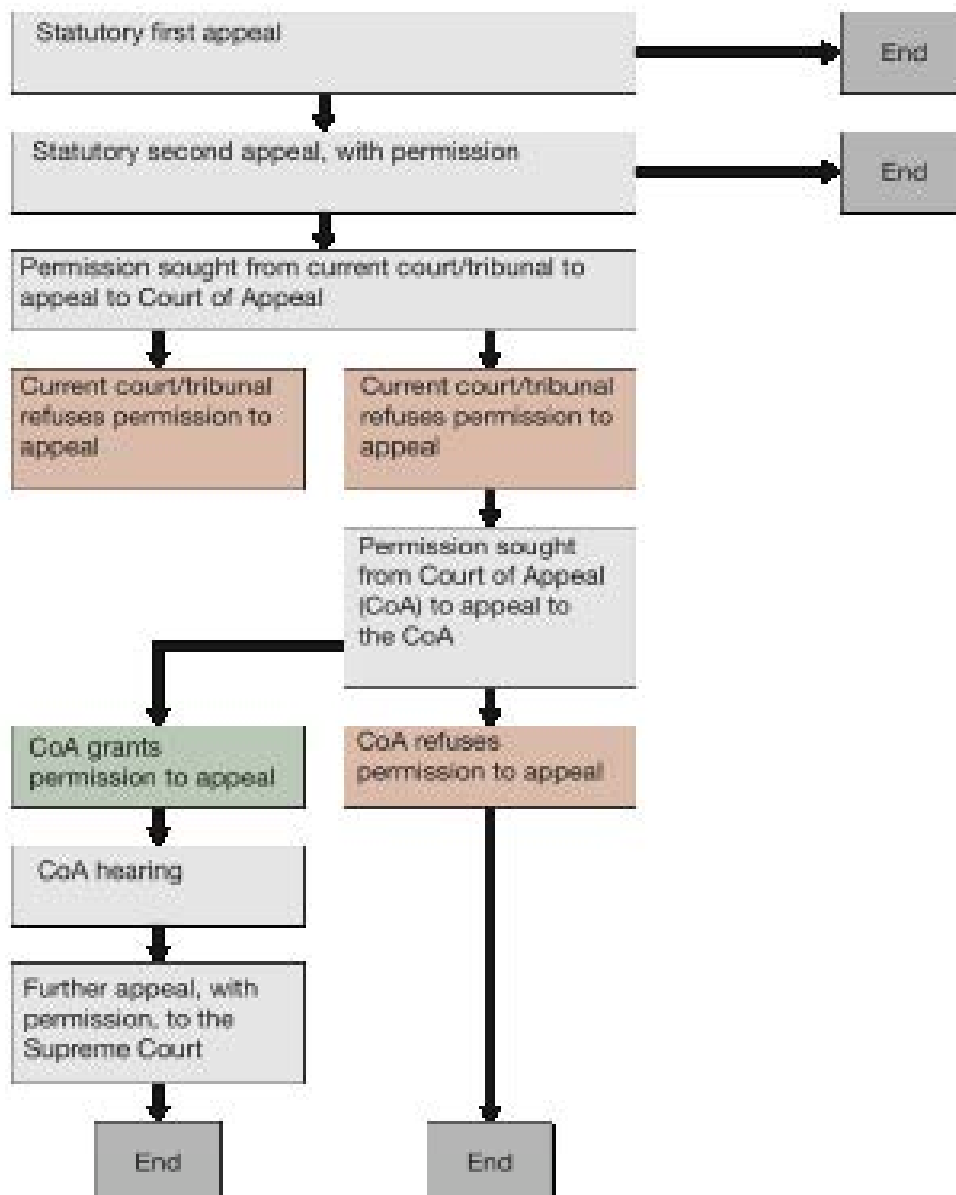 Statutory first appeal
End
Statutory second appeal, with permission
End
Permission sought from current court/tribunal to
appeal to Court of Appeal
Current court/tribunal
refuses permission to
appeal
Current court/tribunal
refuses permission to
appeal
Permission sought
from Court of Appeal
(CoA) to appeal to
the CoA
CoA grants
permission to appeal
CoA refuses
permission to appeal
CoA hearing
Further appeal, with
permission, to the
Supreme Court
End
End